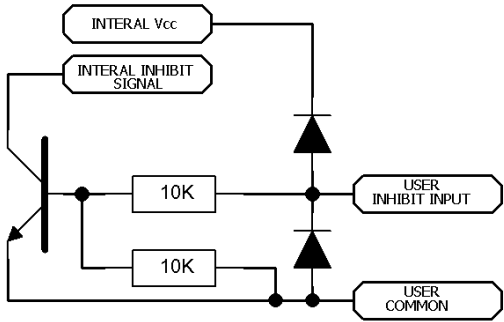 INTERAL Vcc
INTERAL INHIBIT
SIGNAL
10K
USER
INHIBIT INPUT
10K
USER
COMMON